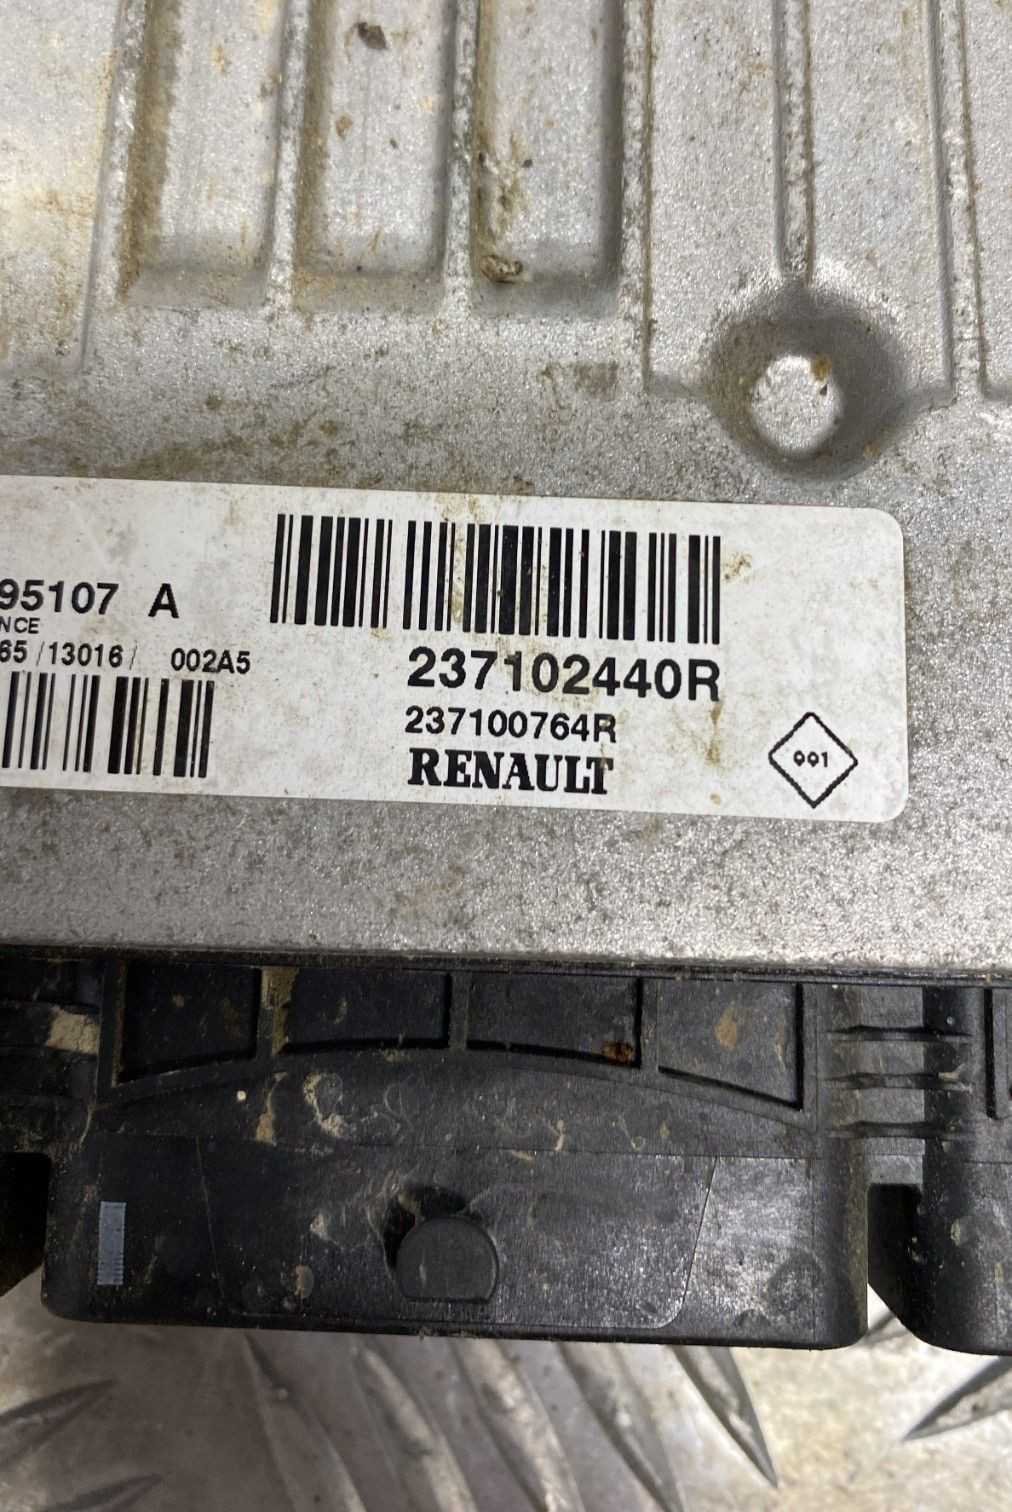 95107 A
NCE
65/13016/ 002A5
237102440R
237100764R
RENAULT
001